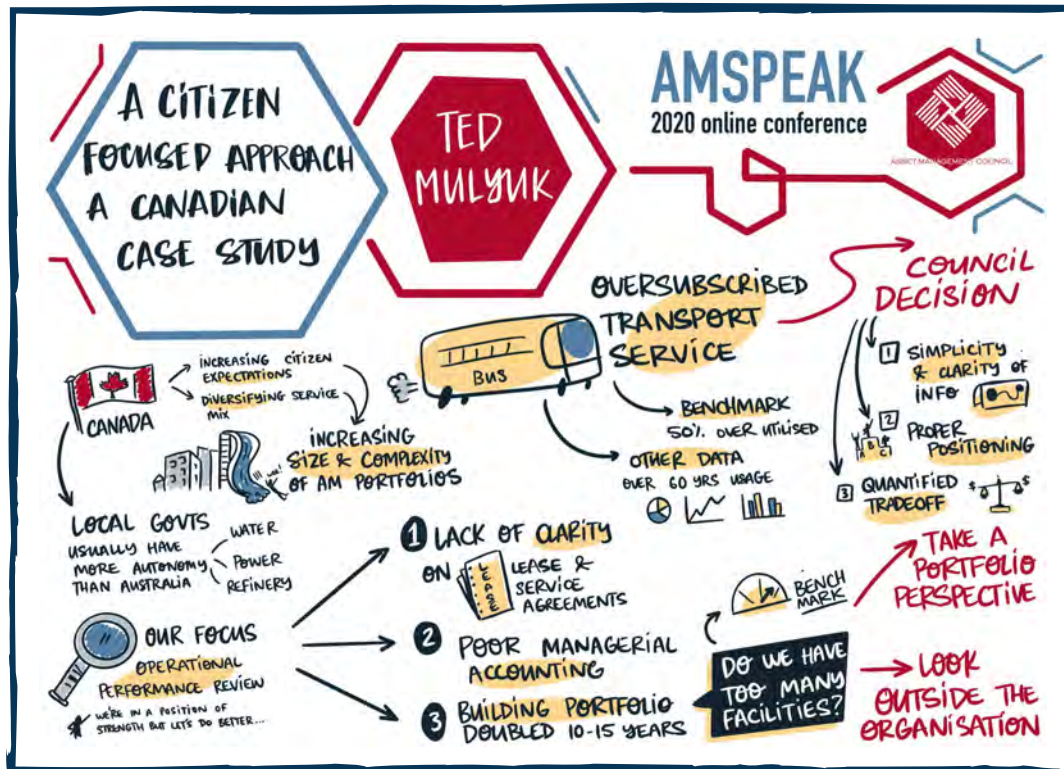 A CITIZEN
FOCUSED APPROACH
A CANADIAN
CASE STUDY
TED
MULYUK
AMSPEAK
2020 online conference
ASSET MANAGEMENT COUNCIL
CANADA
INCREASING CITIZEN
EXPECTATIONS
DIVERSIFYING SERVICE
MIX
INCREASING
SIZE & COMPLEXITY
OF AM PORTFOLIOS
LOCAL GOVTS
USUALLY HAVE
MORE AUTONOMY
THAN AUSTRALIA
WATER
POWER
REFINERY
BUS
OVERSUBSCRIBED
TRANSPORT
SERVICE
BENCHMARK
50% OVER UTILISED
OTHER DATA
OVER 60 YRS USAGE
COUNCIL
DECISION
1 SIMPLICITY
& CLARITY OF
INFO
2
PROPER
POSITIONING
A B C
3 QUANTIFIED
TRADEOFF
$ $
OUR FOCUS
OPERATIONAL
PERFORMANCE REVIEW
WE'RE IN A POSITION OF
STRENGTH BUT LET'S DO BETTER...
1 LACK OF CLARITY
ON
LEASE
LEASE &
SERVICE
AGREEMENTS
2 POOR MANAGERIAL
ACCOUNTING
3 BUILDING PORTFOLIO
DOUBLED 10-15 YEARS
DO WE HAVE
TOO MANY
FACILITIES?
BENCH
MARK
TAKE A
PORTFOLIO
PERSPECTIVE
LOOK
OUTSIDE THE
ORGANISATION